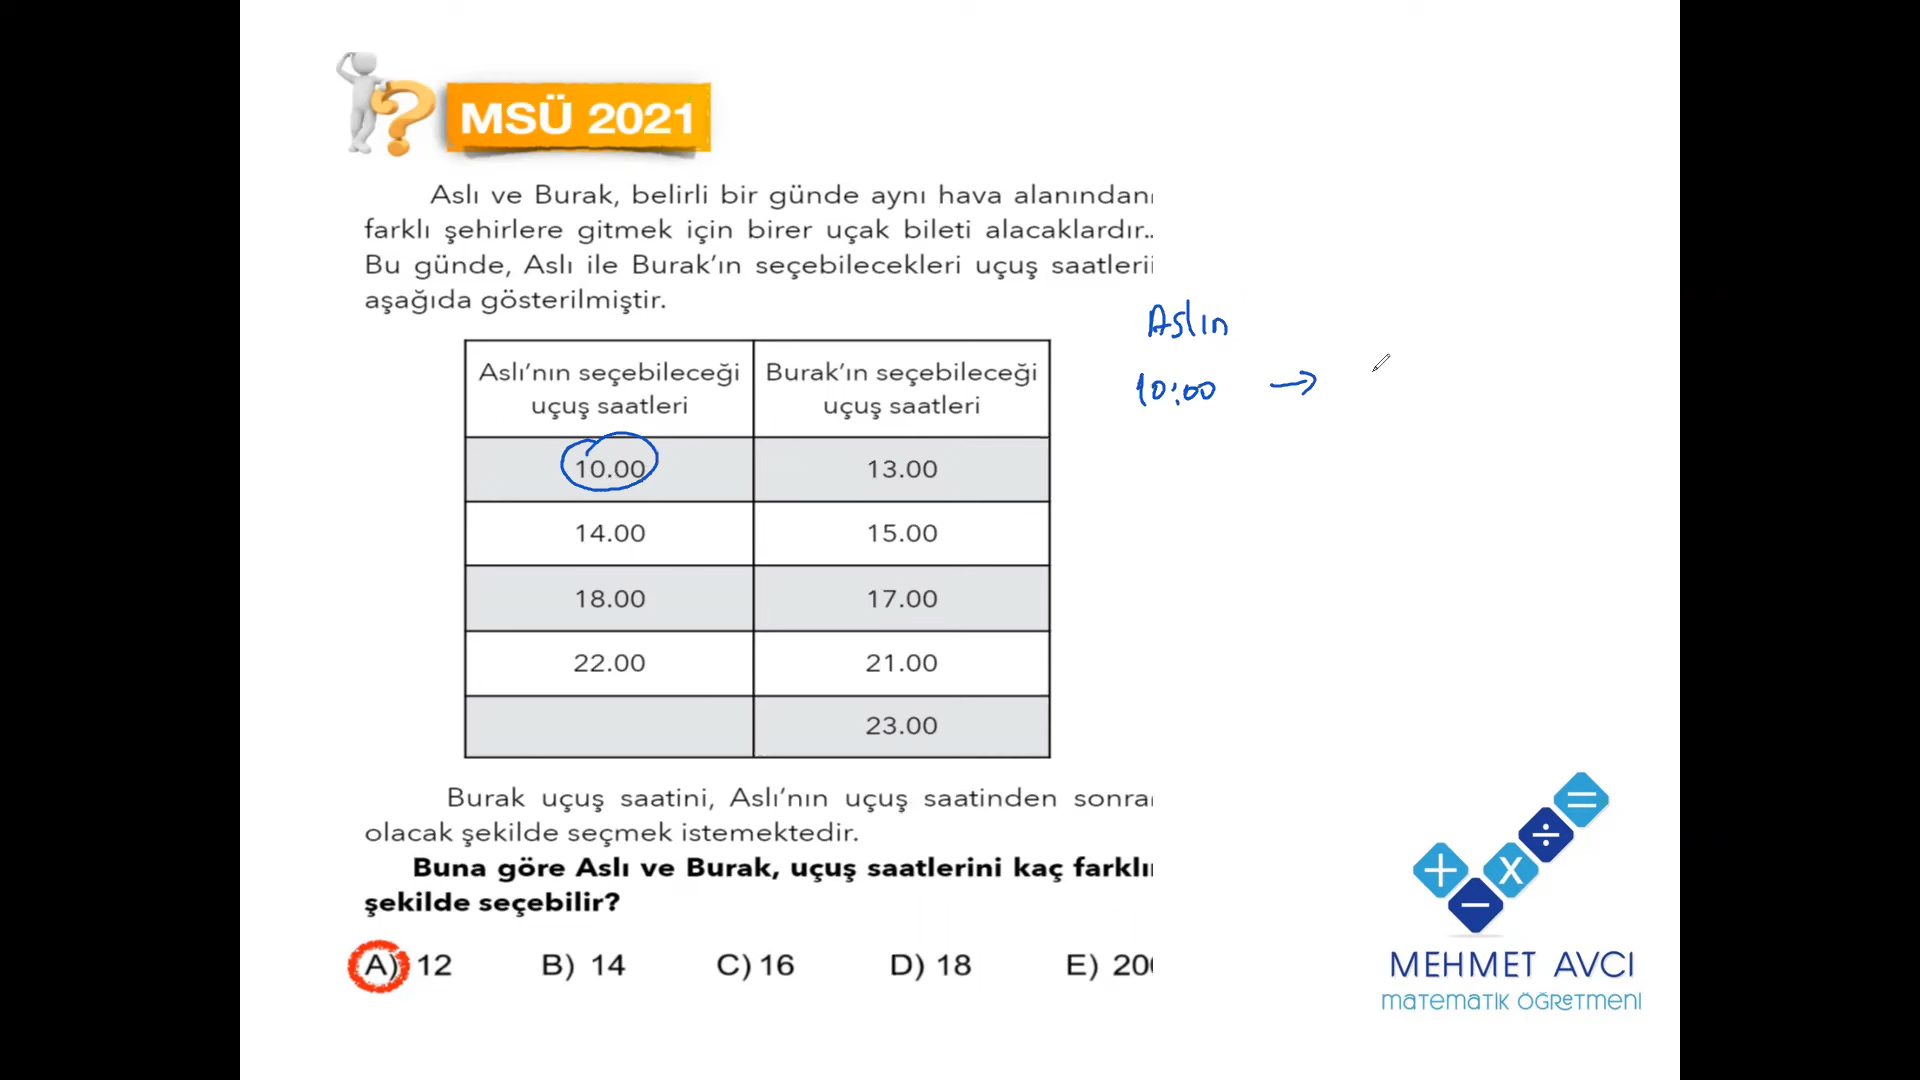 MSÜ 2021
Aslı ve Burak, belirli bir günde aynı hava alanından
farklı şehirlere gitmek için birer uçak bileti alacaklardır..
Bu günde, Aslı ile Burak’ın seçebilecekleri uçuş saatlerii
aşağıda gösterilmiştir.
Aslın
10:00 →
Aslı’nın seçebileceği uçuş saatleri
Burak’ın seçebileceği uçuş saatleri
10.00 13.00
14.00 15.00
18.00 17.00
22.00 21.00
23.00
Burak uçuş saatini, Aslı’nın uçuş saatinden sonra
olacak şekilde seçmek istemektedir.
Buna göre Aslı ve Burak, uçuş saatlerini kaç farklı
şekilde seçebilir?
A) 12 B) 14 C) 16 D) 18 E) 20
+ x ÷ = −
MEHMET AVCI
matematik öğretmeni